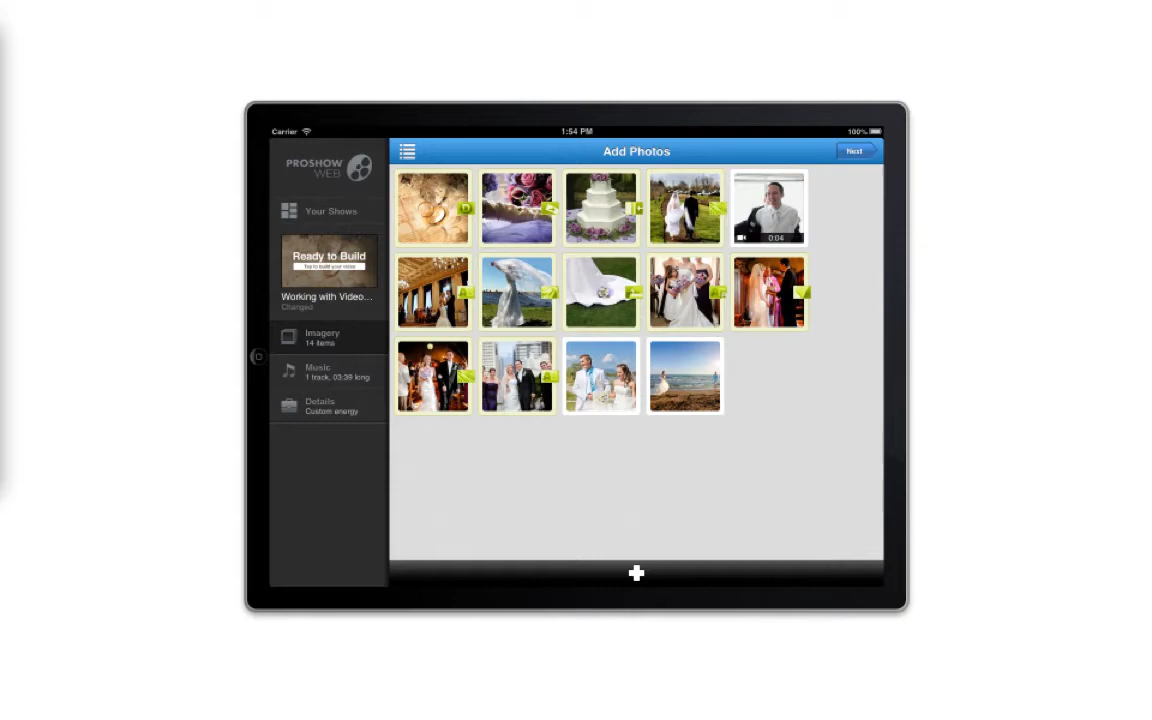 Carrier
1:54 PM
100%
PROSHOW
WEB
Add Photos
Next
Your Shows
Ready to Build
Tap to build your video
Working with Video...
Changed
Imagery
14 items
Music
1 track, 03:39 long
Details
Custom energy
0:04